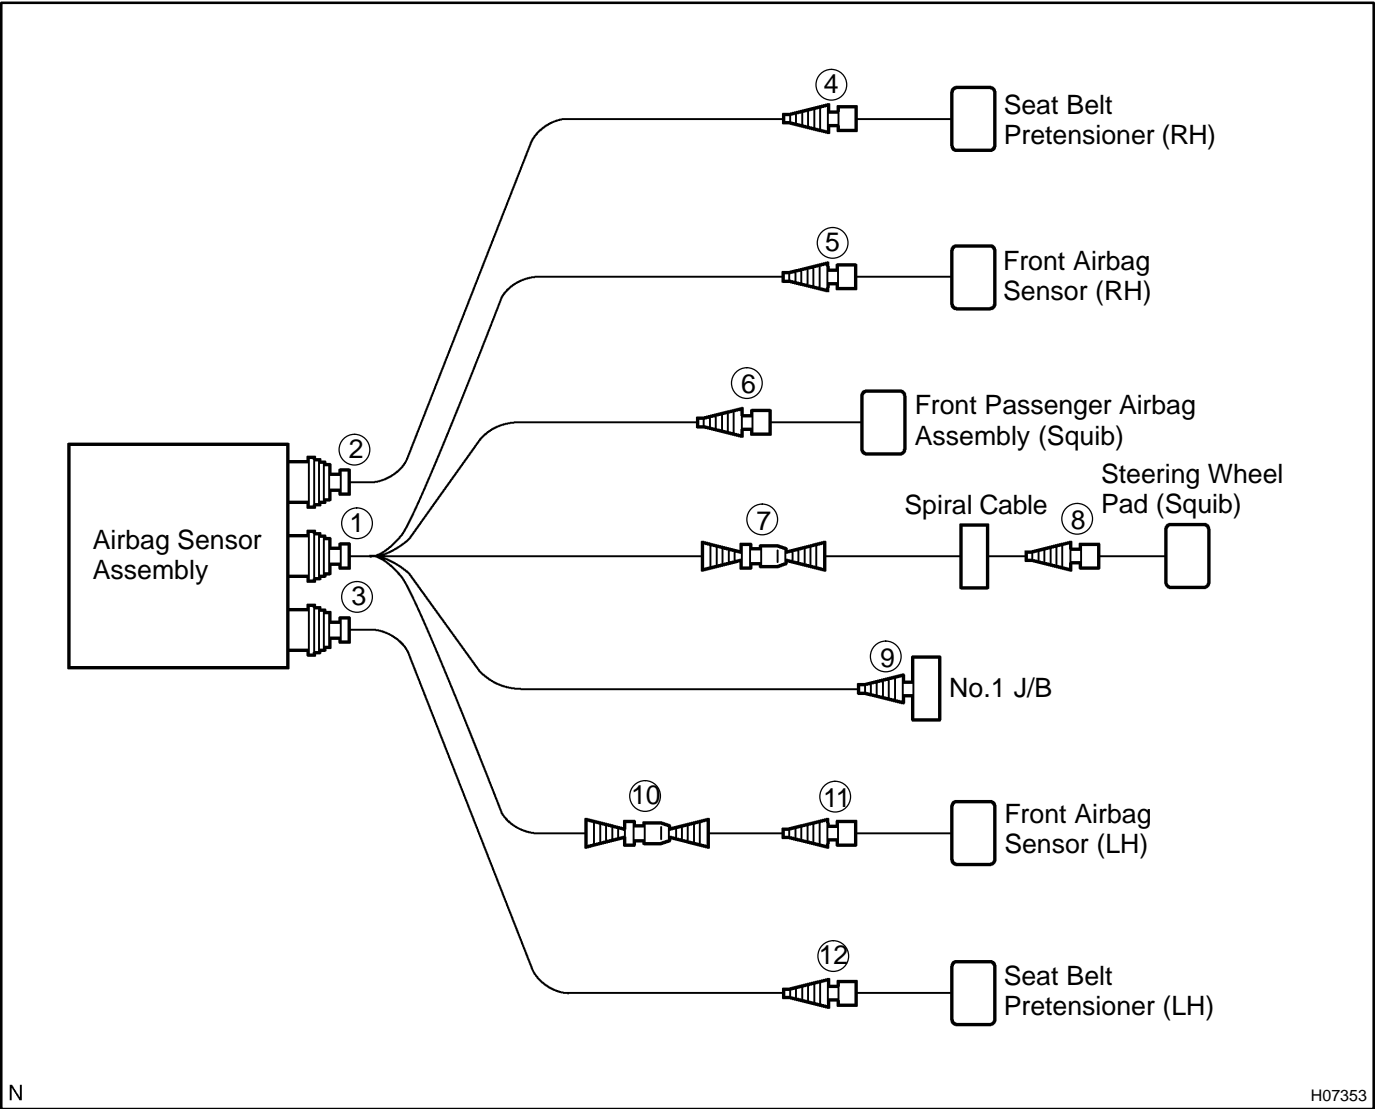 4
Seat Belt
Pretensioner (RH)
5
Front Airbag
Sensor (RH)
6
Front Passenger Airbag
Assembly (Squib)
2
1
3
Airbag Sensor
Assembly
7
Spiral Cable
8
Steering Wheel
Pad (Squib)
9
No.1 J/B
10
11
Front Airbag
Sensor (LH)
12
Seat Belt
Pretensioner (LH)
N
H07353